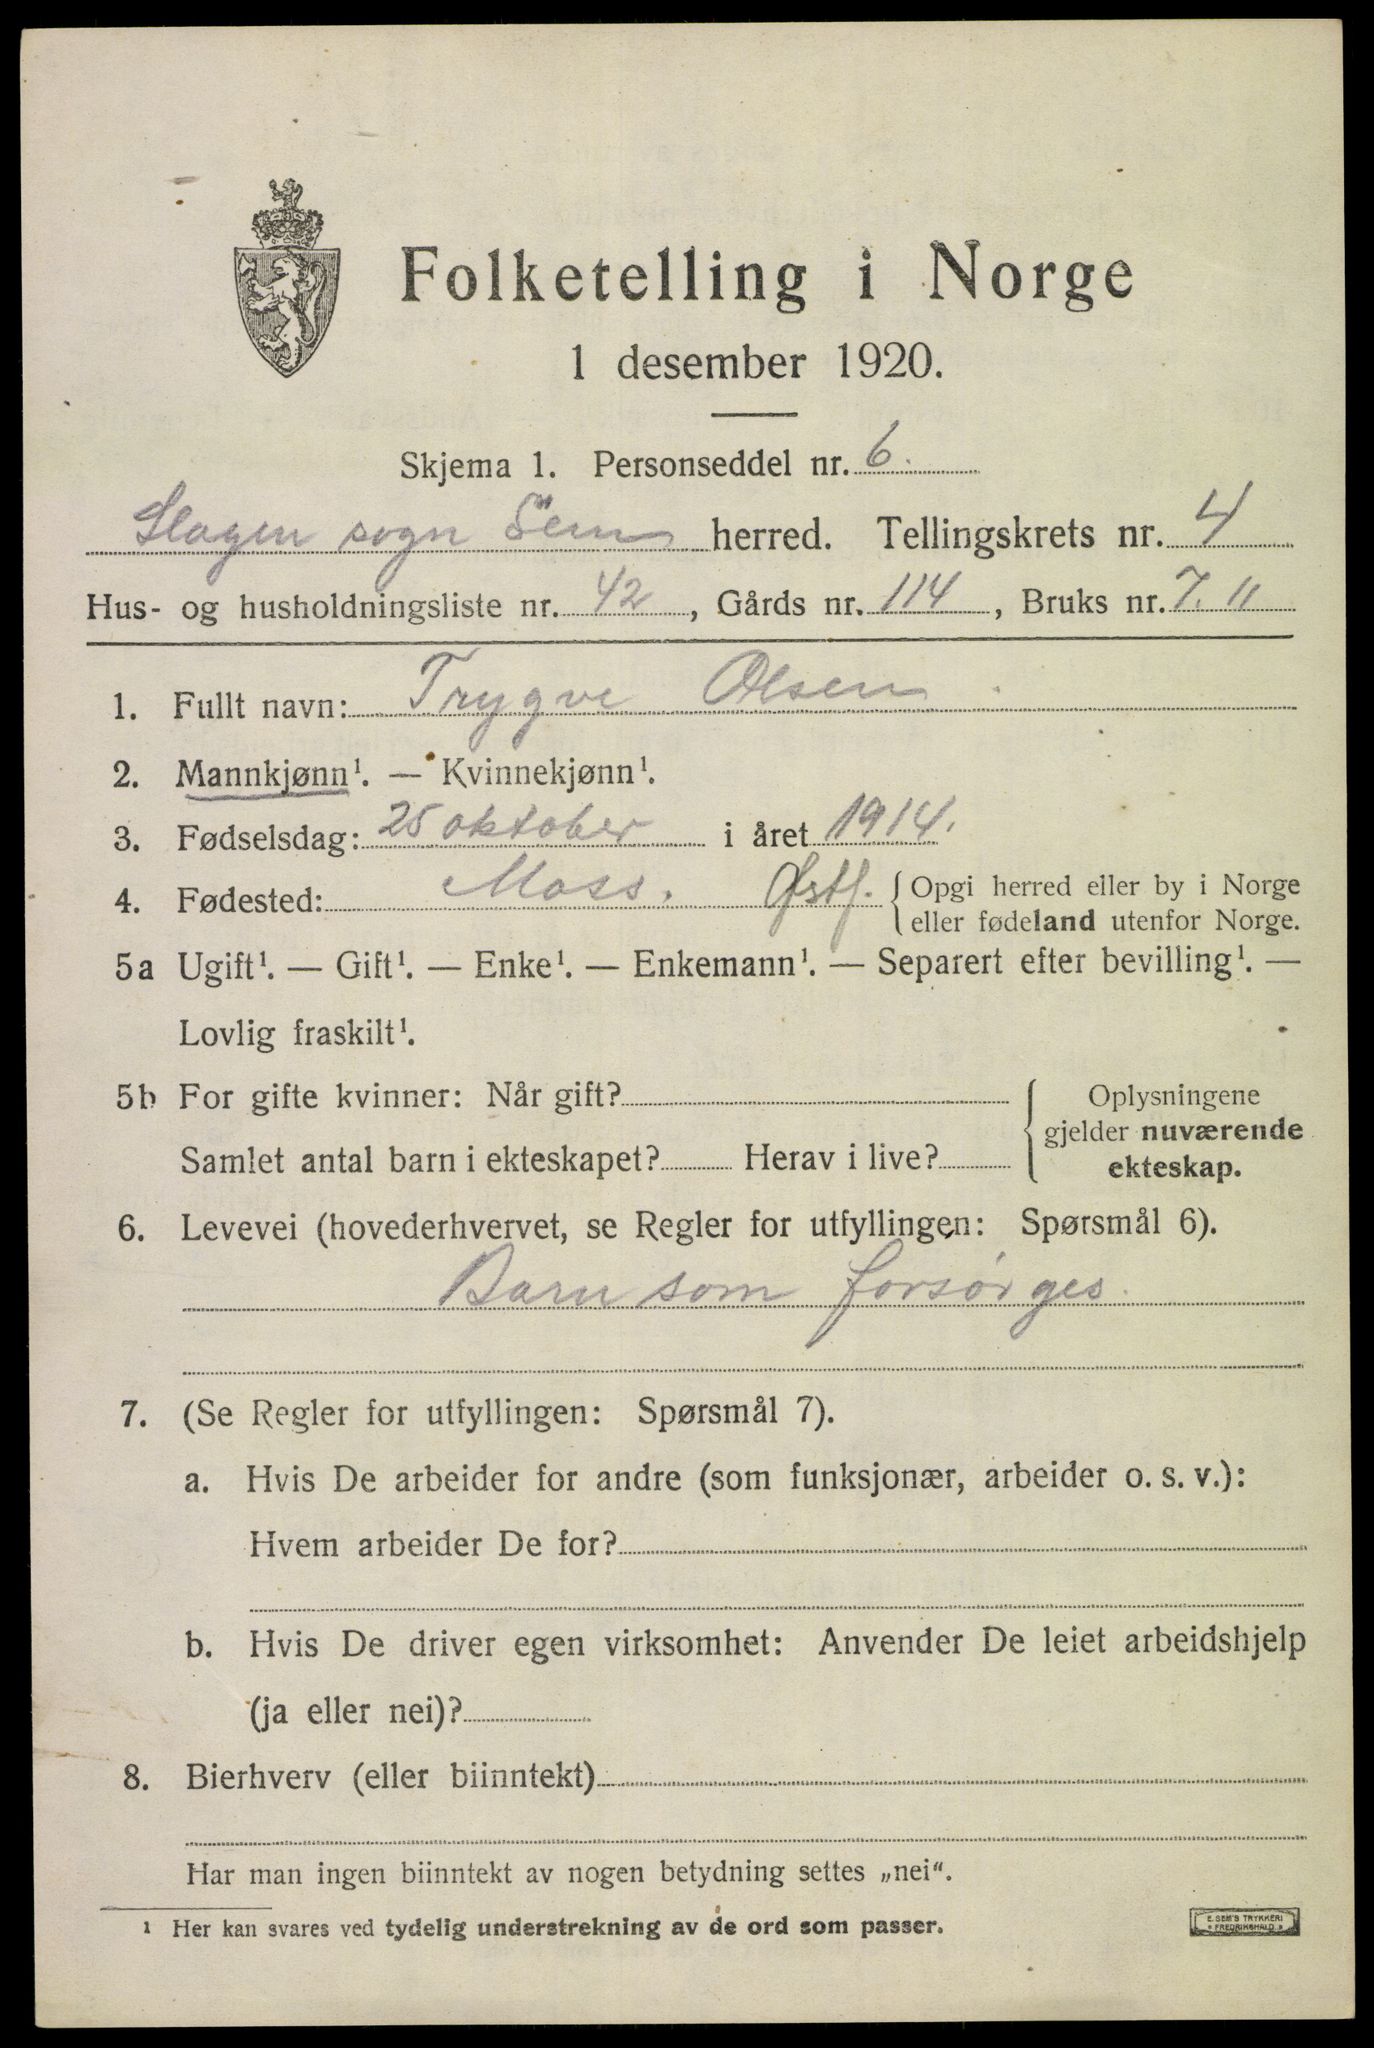 Folketelling i Norge
1 desember 1920.
Skjema 1. Personseddel nr. 6.
Slagen sogn Sem herred. Tellingskrets nr. 4
Hus- og husholdningsliste nr. 42, Gårds nr. 114, Bruks nr. 7.11
1. Fullt navn: Trygve Olsen.
2. Mannkjønn¹. — Kvinnekjønn¹.
3. Fødselsdag: 25 oktober i året 1914.
4. Fødested: Moss. Østf. Opgi herred eller by i Norge
eller fødeland utenfor Norge.
5a Ugift¹. — Gift¹. — Enke¹. — Enkemann¹. — Separert efter bevilling¹. —
Lovlig fraskilt¹.
5b For gifte kvinner: Når gift?
Samlet antal barn i ekteskapet? Herav i live?
Oplysningene
gjelder nuværende
ekteskap.
6. Levevei (hovederhvervet, se Regler for utfyllingen: Spørsmål 6).
Barn som forsørges.
7. (Se Regler for utfyllingen: Spørsmål 7).
a. Hvis De arbeider for andre (som funksjonær, arbeider o. s. v.):
Hvem arbeider De for?
b. Hvis De driver egen virksomhet: Anvender De leiet arbeidshjelp
(ja eller nei)?
8. Bierhverv (eller biinntekt)
Har man ingen biinntekt av nogen betydning settes „nei“.
¹ Her kan svares ved tydelig understrekning av de ord som passer.
E. SEM'S TRYKKERI
FREDRIKSHALD